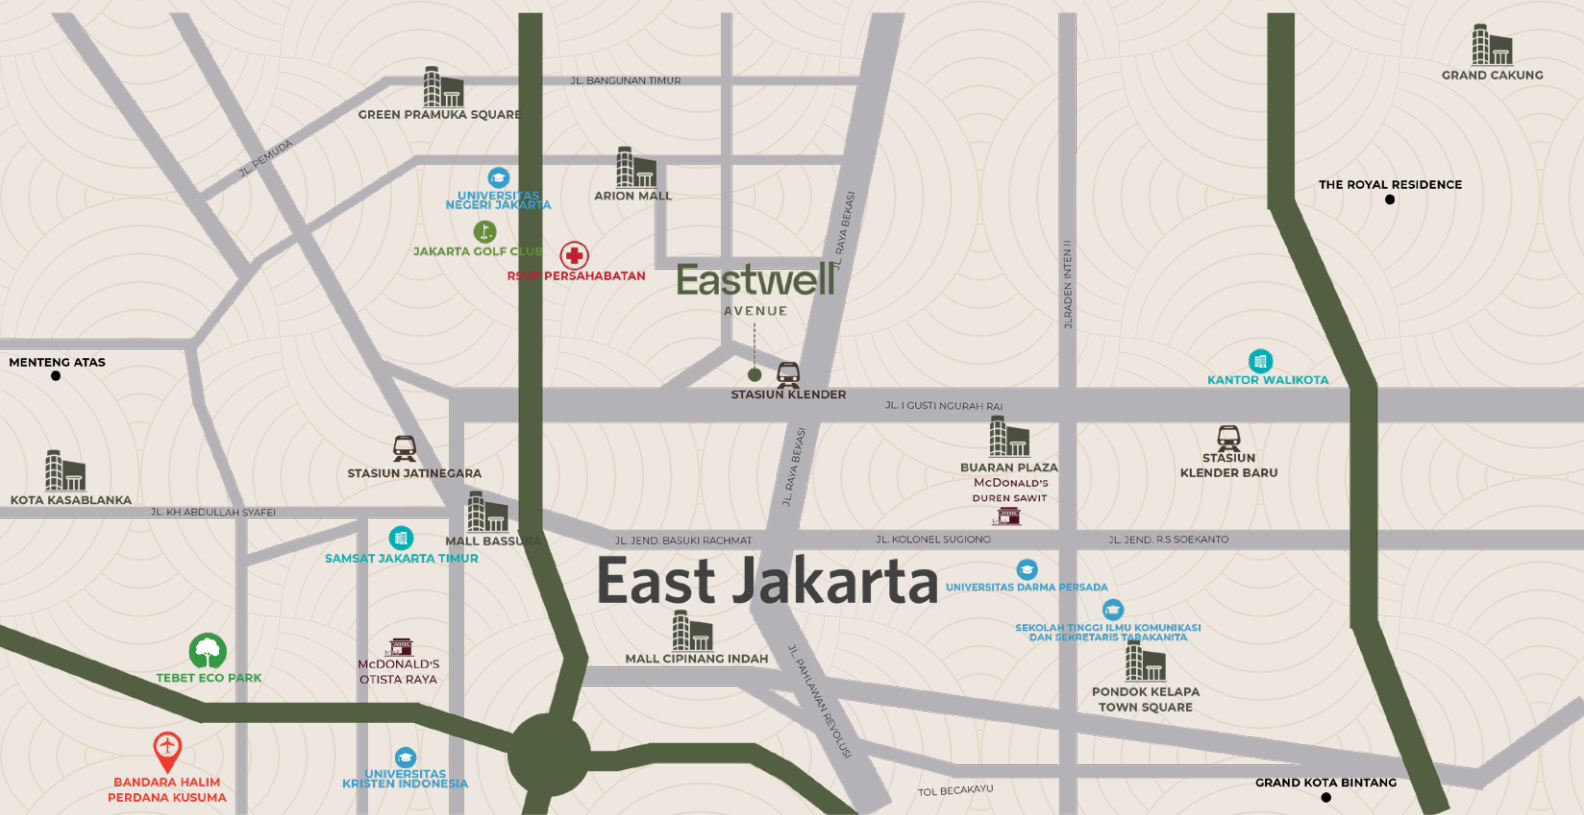 GRAND CAKUNG
JL. BANGUNAN TIMUR
GREEN PRAMUKA SQUARE
JL. PEMUDA
THE ROYAL RESIDENCE
UNIVERSITAS
NEGERI JAKARTA
ARION MALL
JAKARTA GOLF CLUB
RSUP PERSAHABATAN
JL. RAYA BEKASI
JL.RADEN INTEN II
Eastwell
AVENUE
MENTENG ATAS
KANTOR WALIKOTA
STASIUN KLENDER
JL. I GUSTI NGURAH RAI
STASIUN JATINEGARA
JL. RAYA BEKASI
BUARAN PLAZA
McDONALD'S
DUREN SAWIT
STASIUN
KLENDER BARU
KOTA KASABLANKA
JL. KH ABDULLAH SYAFEI
MALL BASSURA
JL. JEND. BASUKI RACHMAT
JL. KOLONEL SUGIONO
JL. JEND. R.S SOEKANTO
SAMSAT JAKARTA TIMUR
East Jakarta
UNIVERSITAS DARMA PERSADA
SEKOLAH TINGGI ILMU KOMUNIKASI
DAN SEKRETARIS TARAKANITA
MALL CIPINANG INDAH
TEBET ECO PARK
McDONALD'S
OTISTA RAYA
JL. PAHLAWAN REVOLUSI
PONDOK KELAPA
TOWN SQUARE
BANDARA HALIM
PERDANA KUSUMA
UNIVERSITAS
KRISTEN INDONESIA
TOL BECAKAYU
GRAND KOTA BINTANG